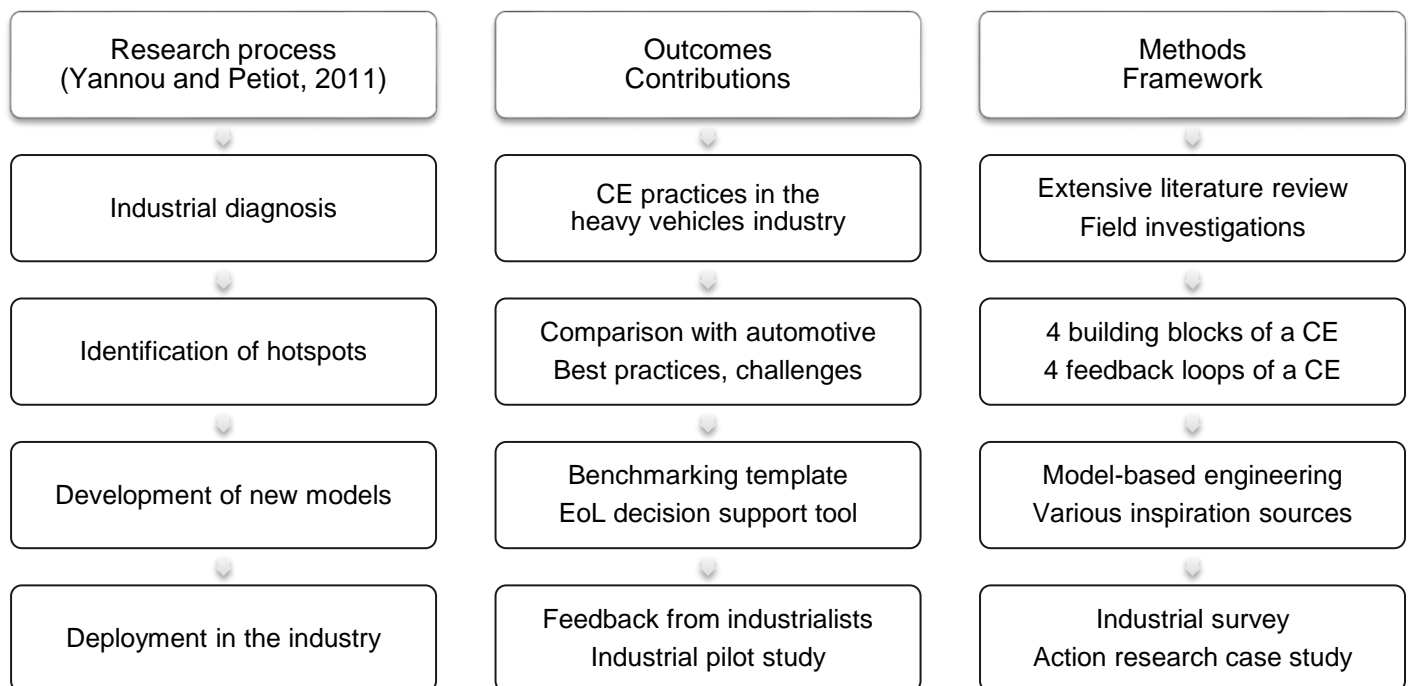 Research process
(Yannou and Petiot, 2011)
Outcomes
Contributions
Methods
Framework
Industrial diagnosis
CE practices in the
heavy vehicles industry
Extensive literature review
Field investigations
Identification of hotspots
Comparison with automotive
Best practices, challenges
4 building blocks of a CE
4 feedback loops of a CE
Development of new models
Benchmarking template
EoL decision support tool
Model-based engineering
Various inspiration sources
Deployment in the industry
Feedback from industrialists
Industrial pilot study
Industrial survey
Action research case study